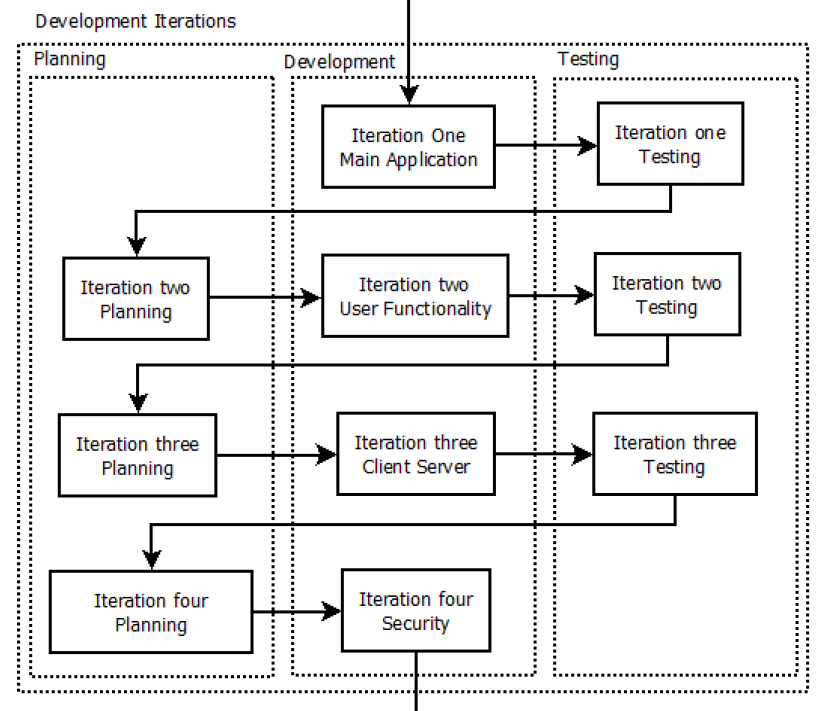 Development Iterations
Planning
Development
Testing
Iteration One
Main Application
Iteration one
Testing
Iteration two
Planning
Iteration two
User Functionality
Iteration two
Testing
Iteration three
Planning
Iteration three
Client Server
Iteration three
Testing
Iteration four
Planning
Iteration four
Security